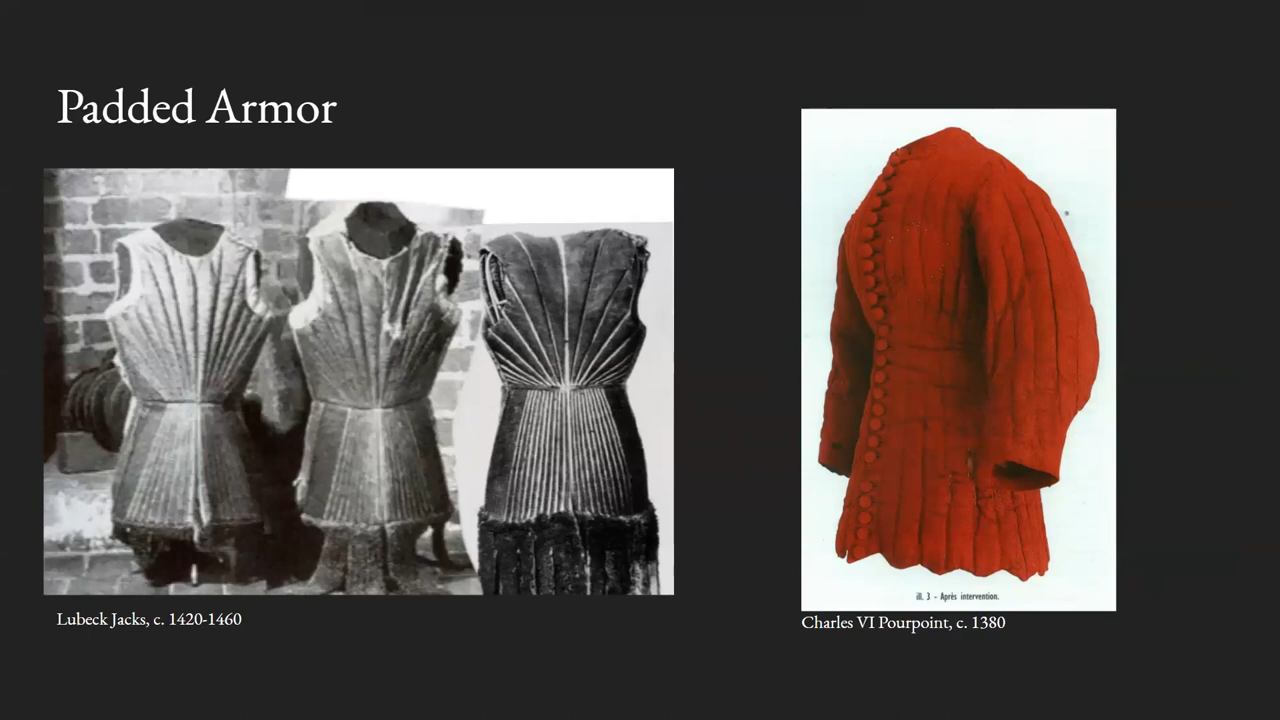 Padded Armor
Lubeck Jacks, c. 1420-1460
ill. 3 - Après intervention.
Charles VI Pourpoint, c. 1380